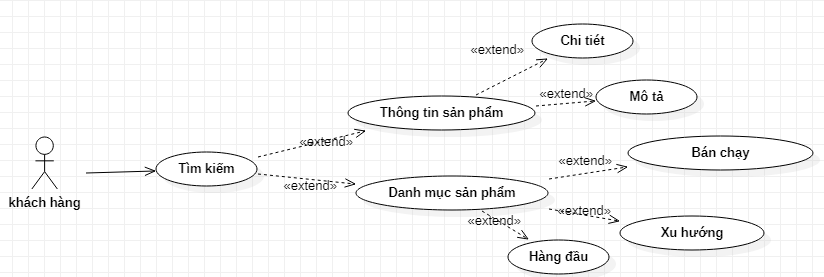 Chi tiết
«extend»
«extend»
Mô tả
Thông tin sản phẩm
«extend»
Bán chạy
«extend»
Tìm kiếm
«extend»
Danh mục sản phẩm
khách hàng
«extend»
«extend»
Xu hướng
Hàng đầu